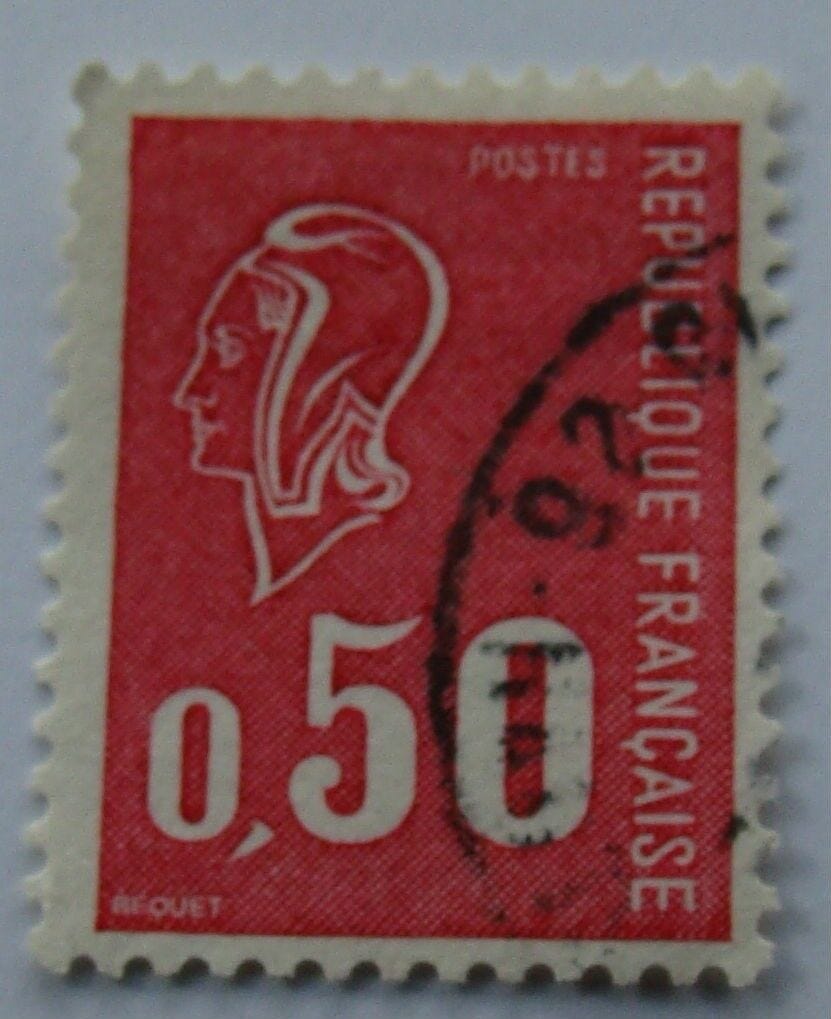 POSTES
REPUBLIQUE FRANÇAISE
0,50
BEQUET